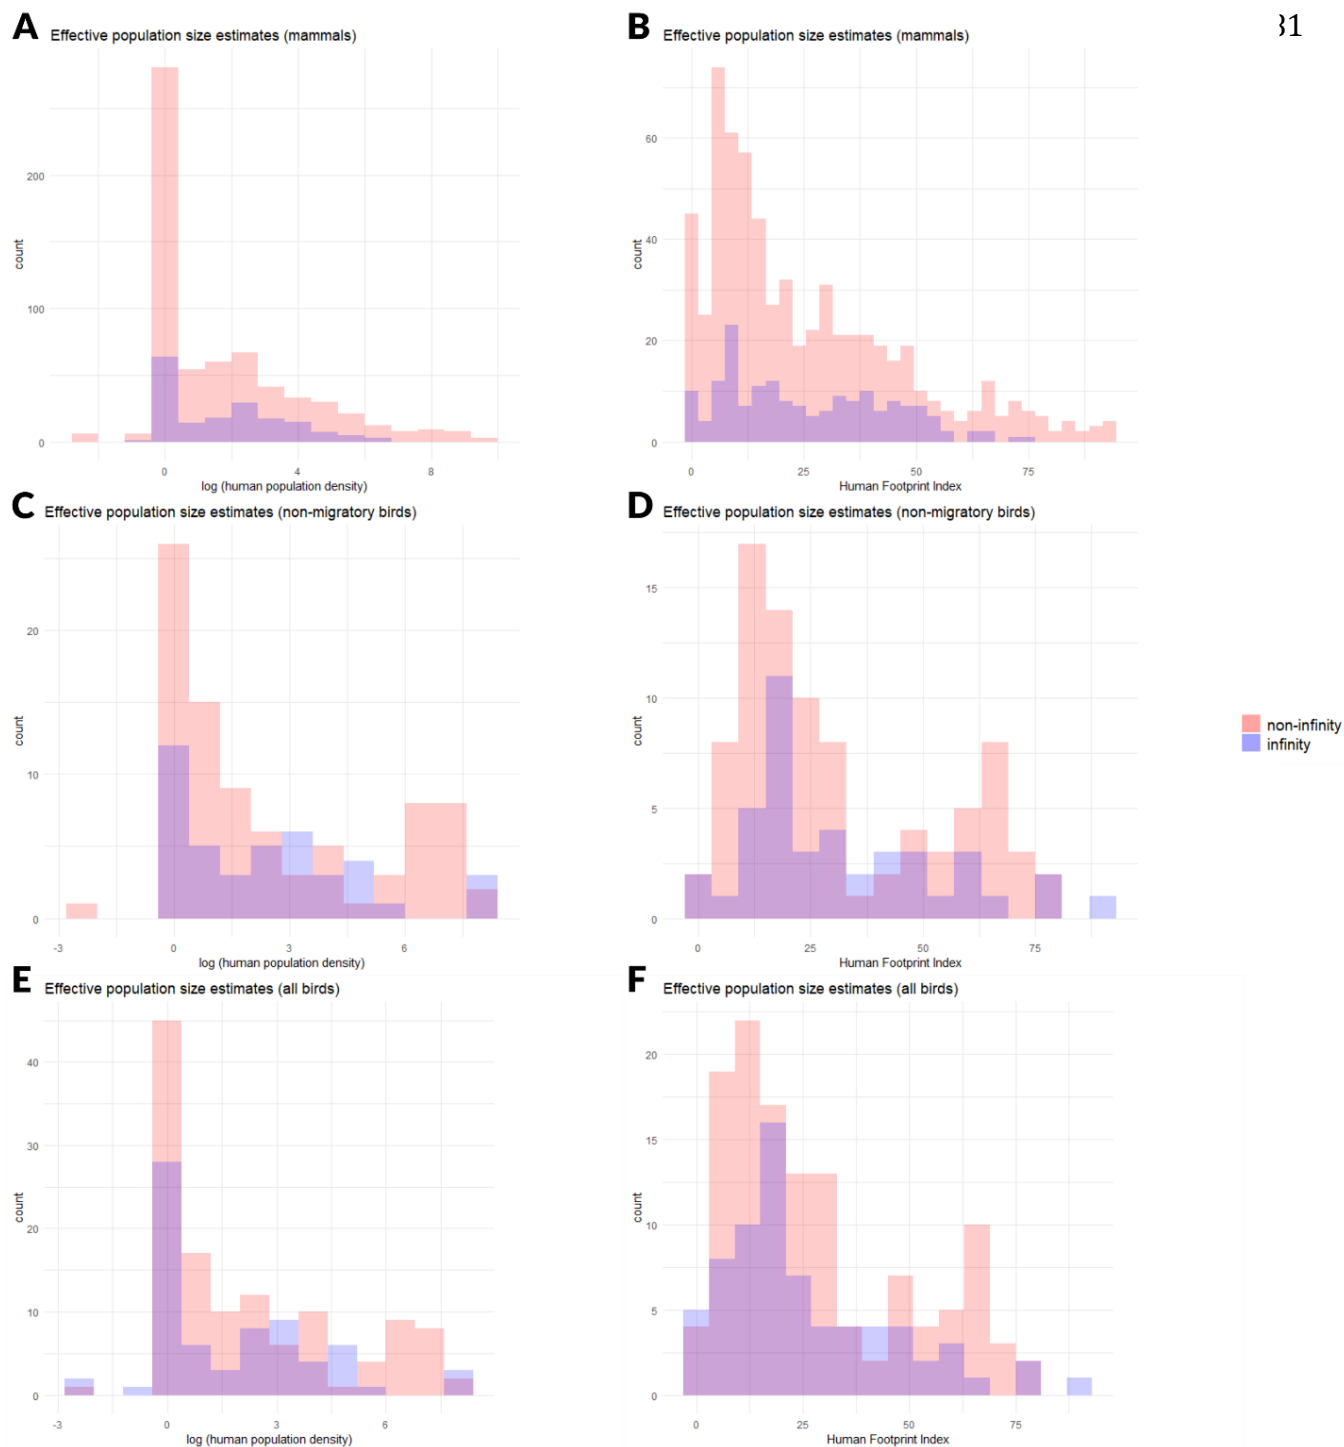 A Effective population size estimates (mammals)
200
100
0
count
0 4 8
log (human population density)
B Effective population size estimates (mammals)
60
40
20
0
count
0 25 50 75
Human Footprint Index
C Effective population size estimates (non-migratory birds)
20
10
0
count
-3 0 3 6
log (human population density)
D Effective population size estimates (non-migratory birds)
15
10
5
0
count
0 25 50 75
Human Footprint Index
non-infinity
infinity
E Effective population size estimates (all birds)
40
30
20
10
0
count
-3 0 3 6
log (human population density)
F Effective population size estimates (all birds)
20
15
10
5
0
count
0 25 50 75
Human Footprint Index